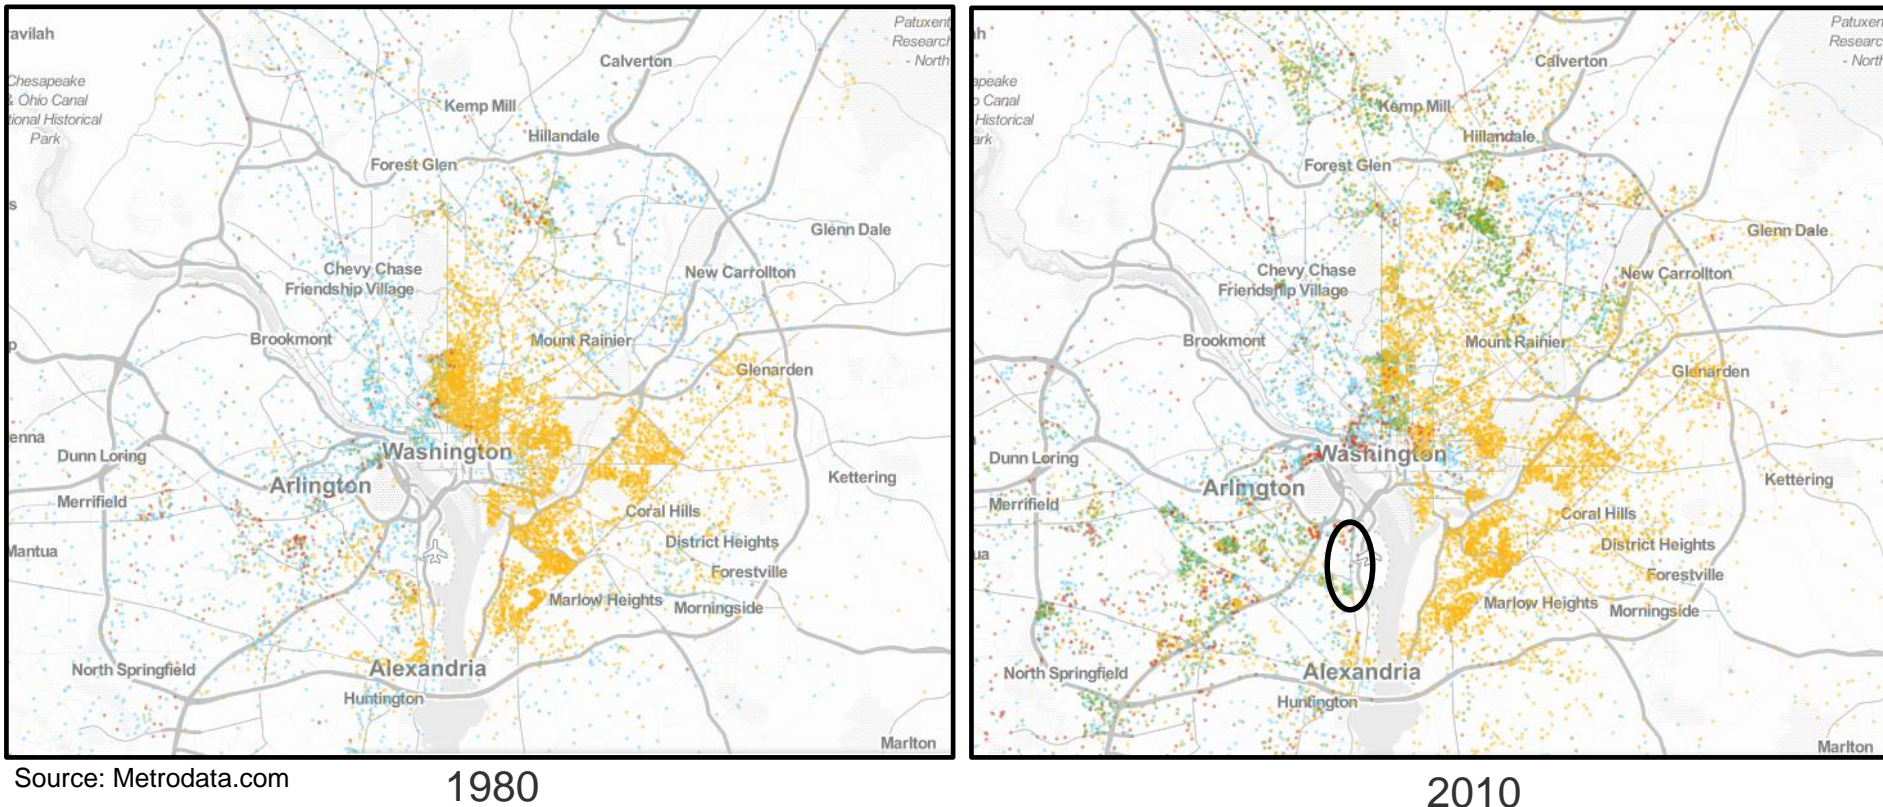 avilah
Chesapeake
& Ohio Canal
tional Historical
Park
s
p
enna
Mantua
Patuxent
Research
- North
Calverton
Kemp Mill
Hillandale
Forest Glen
Glenn Dale
Chevy Chase
Friendship Village
New Carrollton
Brookmont
Mount Rainier
Glenarden
Washington
Dunn Loring
Arlington
Kettering
Merrifield
Coral Hills
District Heights
Forestville
Marlow Heights
Morningside
North Springfield
Alexandria
Huntington
Marlton
h
apeake
o Canal
Historical
ark
ua
Patuxen
Researc
- North
Calverton
Kemp Mill
Hillandale
Forest Glen
Glenn Dale
Chevy Chase
Friendship Village
New Carrollton
Brookmont
Mount Rainier
Glenarden
Washington
Dunn Loring
Arlington
Kettering
Merrifield
Coral Hills
District Heights
Forestville
Marlow Heights
Morningside
North Springfield
Alexandria
Huntington
Marlton
Source: Metrodata.com
1980
2010